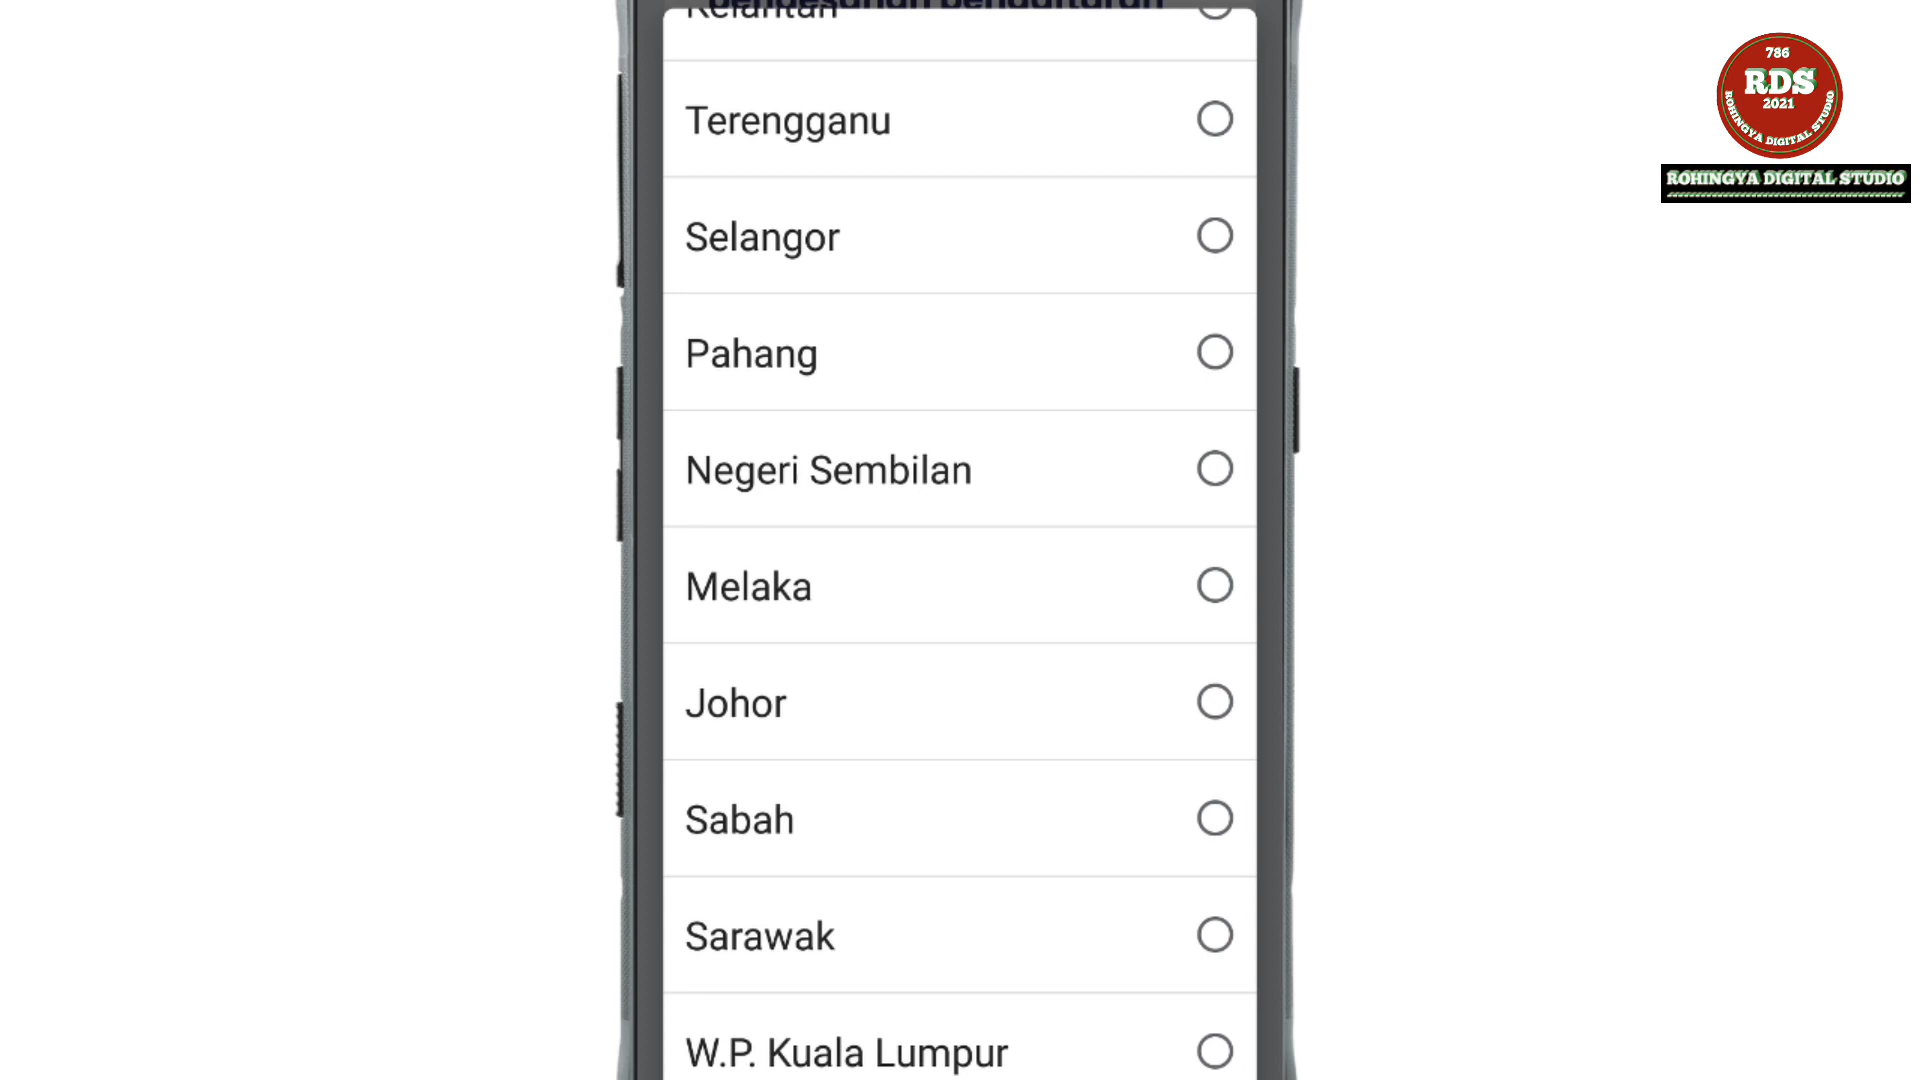 Kelantan
Terengganu
Selangor
Pahang
Negeri Sembilan
Melaka
Johor
Sabah
Sarawak
W.P. Kuala Lumpur
786
RDS
2021
ROHINGYA DIGITAL STUDIO
ROHINGYA DIGITAL STUDIO